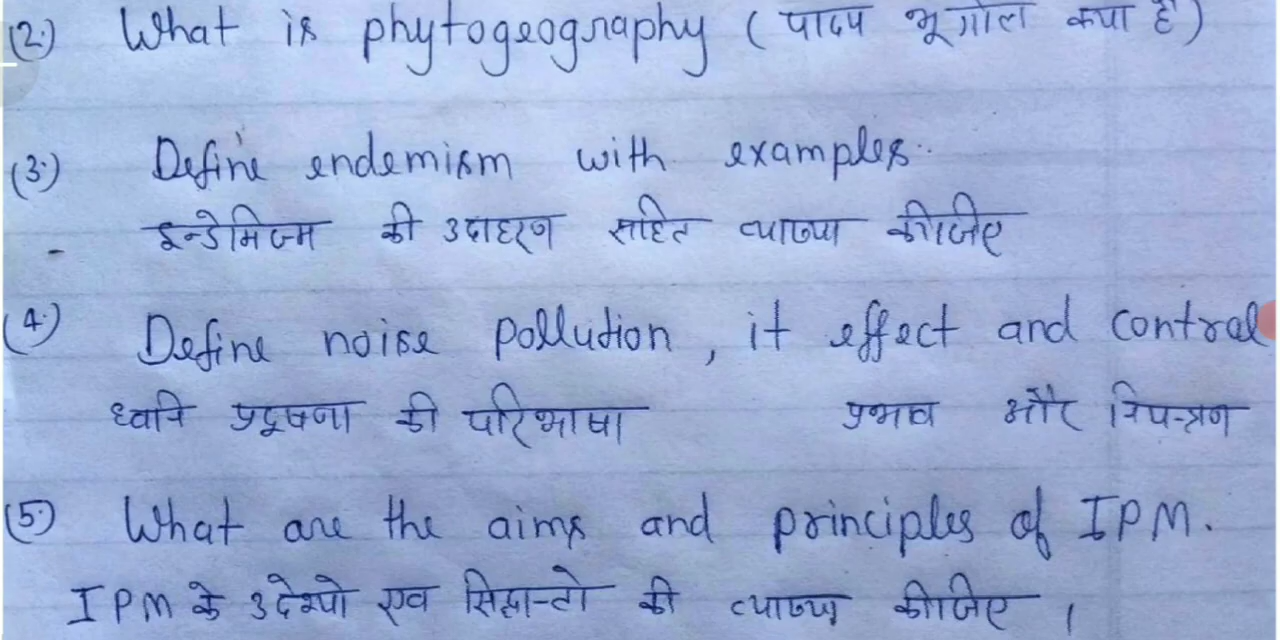 (2.) What is phytogeography (पादप भूगोल क्या है)
(3.) Define endemism with examples..
इन्डेमिज्म की उदाहरण सहित व्याख्या कीजिए
(4.) Define noise pollution, it effect and control
ध्वनि प्रदूषण की परिभाषा प्रभाव और नियन्त्रण
(5.) What are the aims and principles of IPM.
IPM के उदेश्यो एव सिद्धान्तो की व्याख्या कीजिए ।